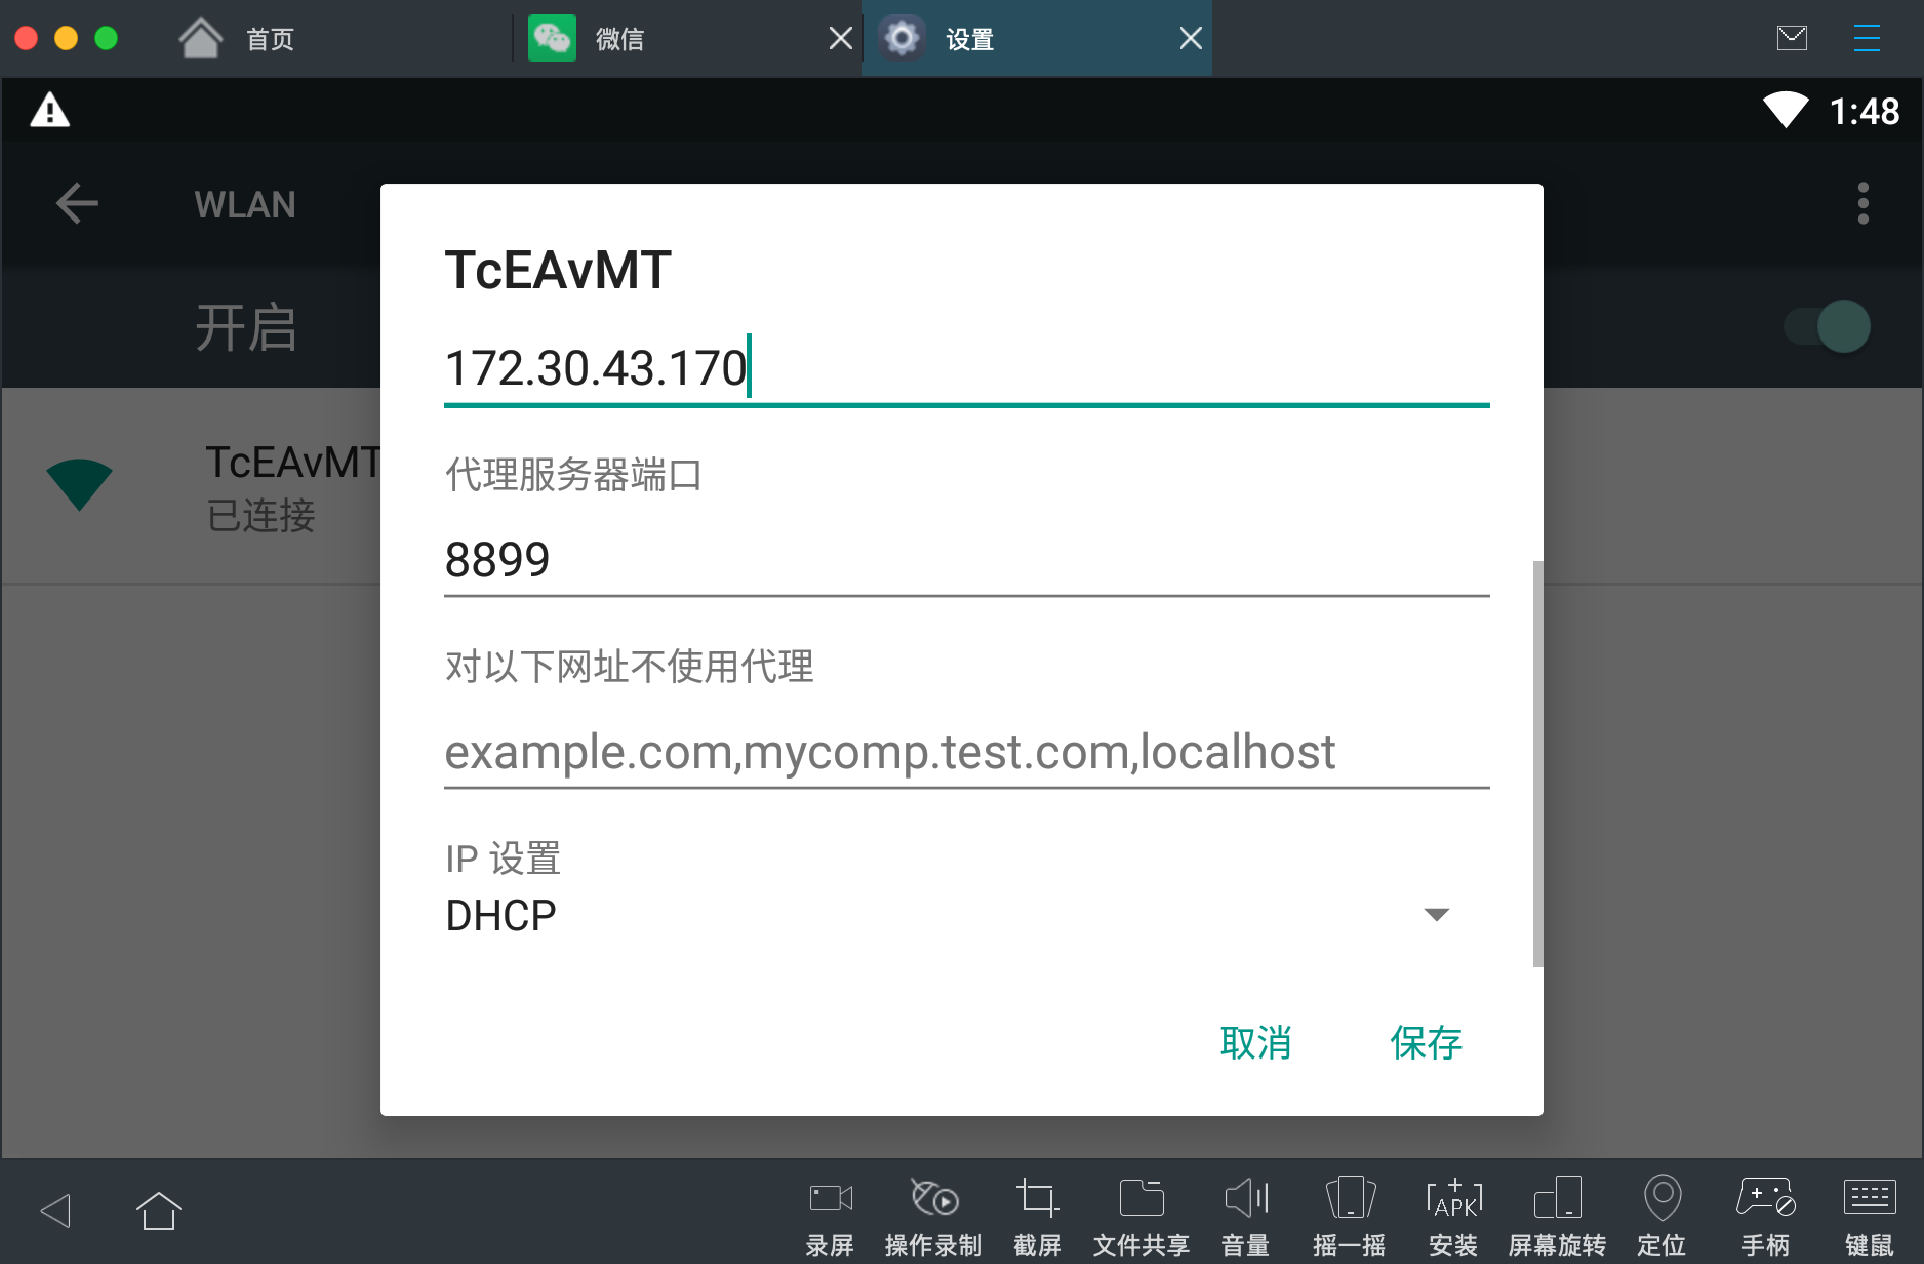 首页
微信
设置
1:48
WLAN
开启
TcEAvMT
已连接
TcEAvMT
172.30.43.170
代理服务器端口
8899
对以下网址不使用代理
example.com,mycomp.test.com,localhost
IP 设置
DHCP
取消
保存
录屏
操作录制
截屏
文件共享
音量
摇一摇
APK
安装
屏幕旋转
定位
手柄
键鼠